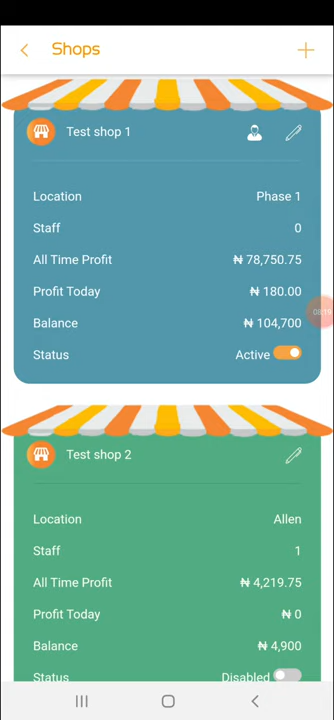 Shops
Test shop 1
Location Phase 1
Staff 0
All Time Profit ₦ 78,750.75
Profit Today ₦ 180.00
Balance ₦ 104,700
Status Active
08:19
Test shop 2
Location Allen
Staff 1
All Time Profit ₦ 4,219.75
Profit Today ₦ 0
Balance ₦ 4,900
Status Disabled